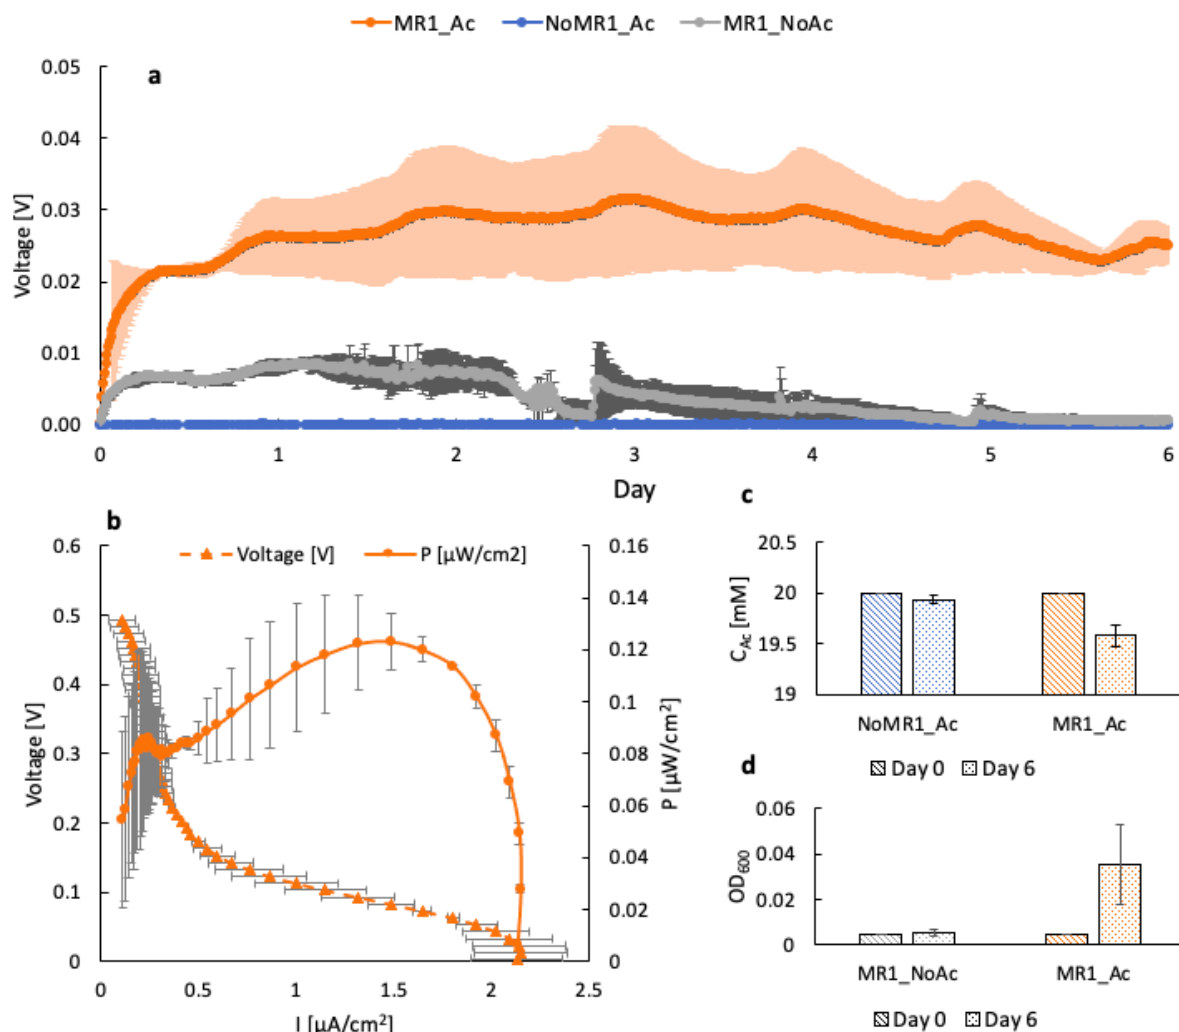 MR1_Ac NoMR1_Ac MR1_NoAc
a
0.05
0.04
0.03
0.02
0.01
0.00
Voltage [V]
0 1 2 3 4 5 6
Day
b
Voltage [V] P [µW/cm2]
0.6
0.5
0.4
0.3
0.2
0.1
0
Voltage [V]
0.16
0.14
0.12
0.1
0.08
0.06
0.04
0.02
0
P [µW/cm²]
0 0.5 1 1.5 2 2.5
I [µA/cm²]
c
20.5
20
19.5
19
C_Ac [mM]
NoMR1_Ac MR1_Ac
Day 0 Day 6
d
0.06
0.04
0.02
0
OD₆₀₀
MR1_NoAc MR1_Ac
Day 0 Day 6